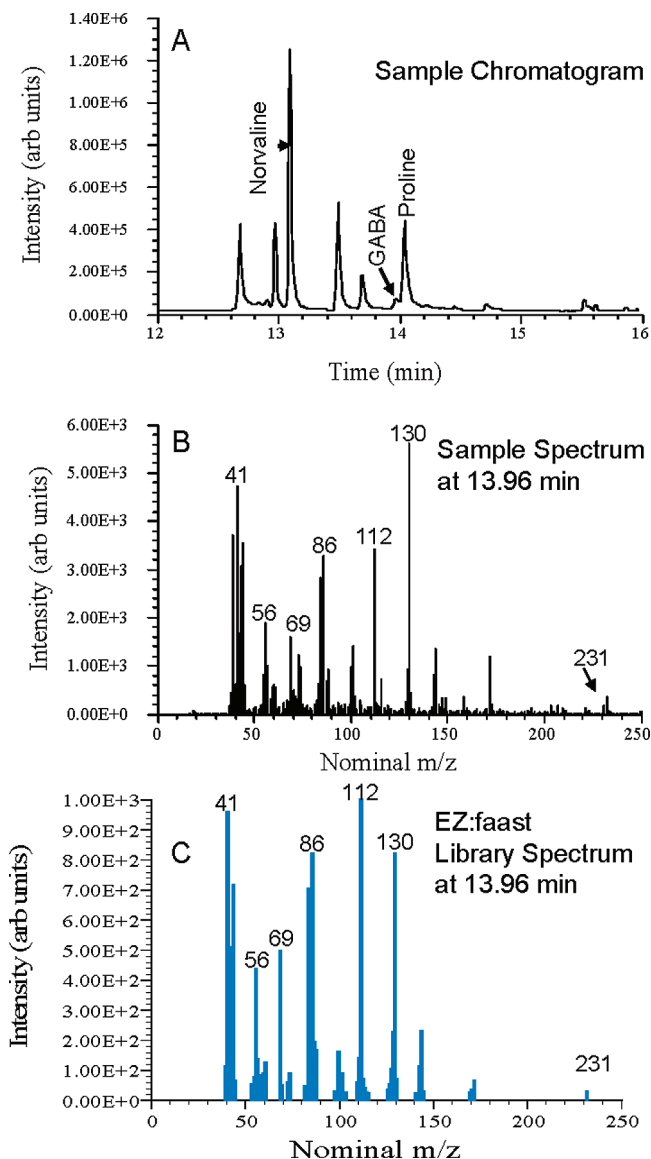 A
Sample Chromatogram
Intensity (arb units)
1.40E+6
1.20E+6
1.00E+6
8.00E+5
6.00E+5
4.00E+5
2.00E+5
0.00E+0
Norvaline
GABA
Proline
12 13 14 15 16
Time (min)
B
Sample Spectrum
at 13.96 min
Intensity (arb units)
6.00E+3
5.00E+3
4.00E+3
3.00E+3
2.00E+3
1.00E+3
0.00E+0
41
56
69
86
112
130
231
0 50 100 150 200 250
Nominal m/z
C
EZ:faast
Library Spectrum
at 13.96 min
Intensity (arb units)
1.00E+3
9.00E+2
8.00E+2
7.00E+2
6.00E+2
5.00E+2
4.00E+2
3.00E+2
2.00E+2
1.00E+2
0.00E+0
41
56
69
86
112
130
231
0 50 100 150 200 250
Nominal m/z